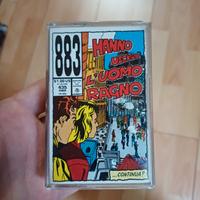 883
HANNO
UCCISO
L'UOMO
RAGNO
...CONTINUA?